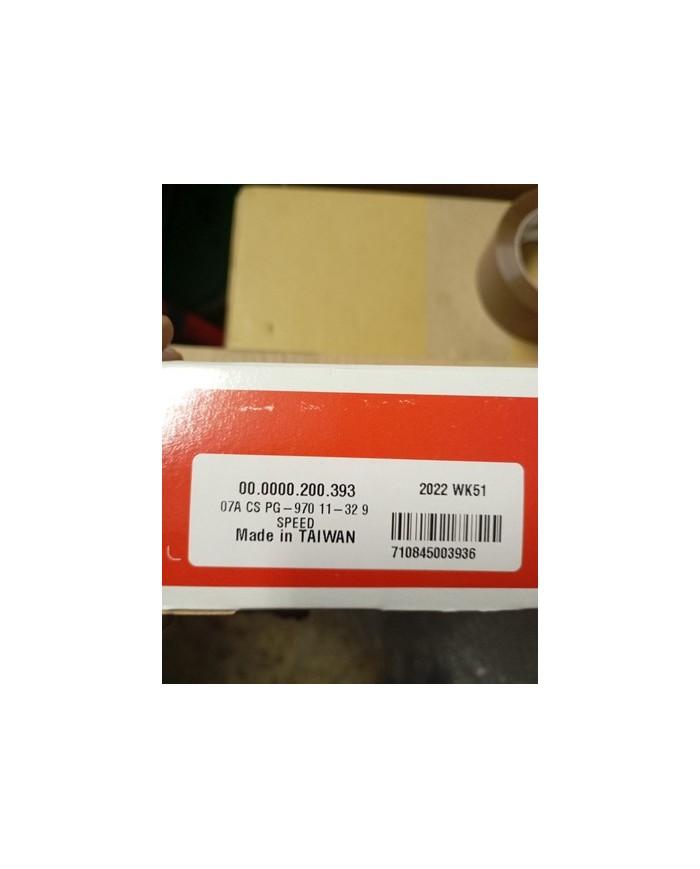 00.0000.200.393
07A CS PG-970 11-32 9
SPEED
Made in TAIWAN
2022 WK51
710845003936